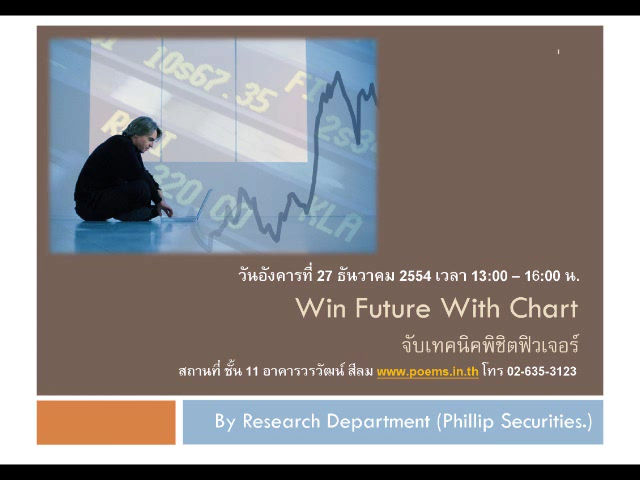 10s67.35
วันอังคารที่ 27 ธันวาคม 2554 เวลา 13:00 – 16:00 น.
Win Future With Chart
จับเทคนิคพิชิตฟิวเจอร์
สถานที่ ชั้น 11 อาคารวรวัฒน์ สีลม www.poems.in.th โทร 02-635-3123
By Research Department (Phillip Securities.)